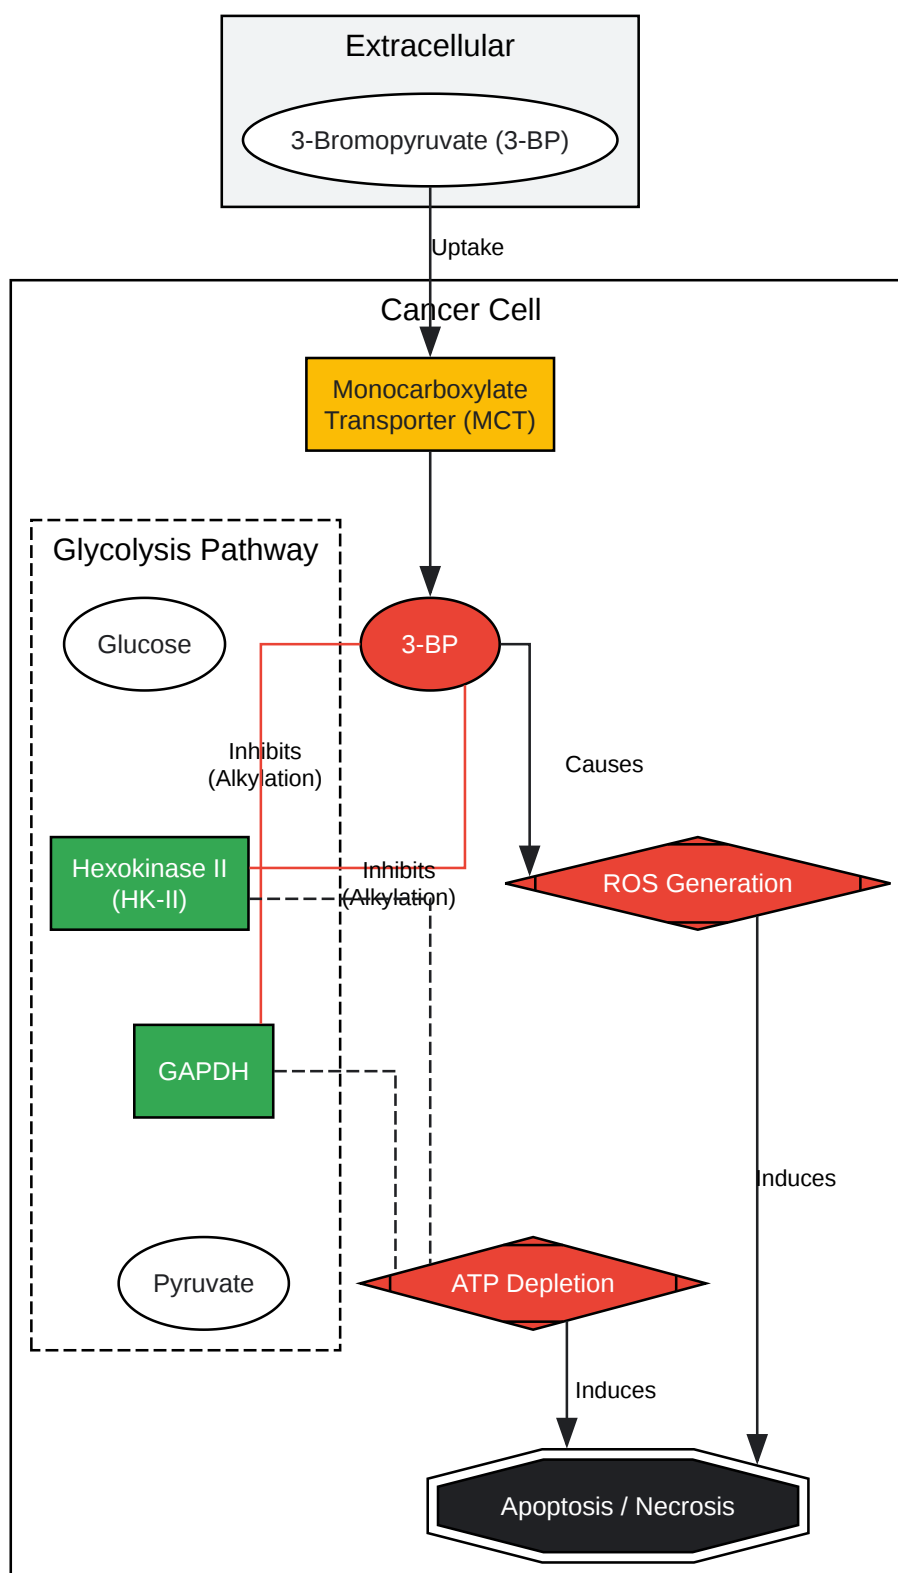 Extracellular
3-Bromopyruvate (3-BP)
Uptake
Cancer Cell
Monocarboxylate
Transporter (MCT)
Glycolysis Pathway
Glucose
3-BP
Inhibits
(Alkylation)
Causes
Hexokinase II
(HK-II)
Inhibits
(Alkylation)
ROS Generation
GAPDH
Induces
Pyruvate
ATP Depletion
Induces
Apoptosis / Necrosis